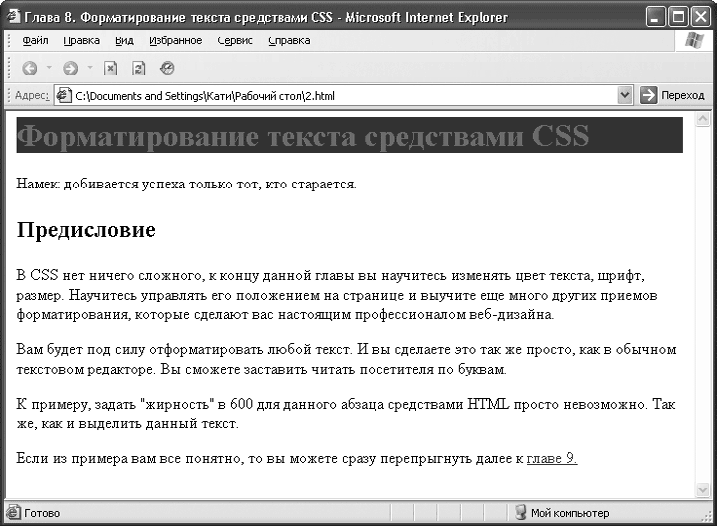 Глава 8. Форматирование текста средствами CSS - Microsoft Internet Explorer
Файл Правка Вид Избранное Сервис Справка
Адрес: C:\Documents and Settings\Кати\Рабочий стол\2.html Переход
Форматирование текста средствами CSS
Намек: добивается успеха только тот, кто старается.
Предисловие
В CSS нет ничего сложного, к концу данной главы вы научитесь изменять цвет текста, шрифт,
размер. Научитесь управлять его положением на странице и выучите еще много других приемов
форматирования, которые сделают вас настоящим профессионалом веб-дизайна.
Вам будет под силу отформатировать любой текст. И вы сделаете это так же просто, как в обычном
текстовом редакторе. Вы сможете заставить читать посетителя по буквам.
К примеру, задать "жирность" в 600 для данного абзаца средствами HTML просто невозможно. Так
же, как и выделить данный текст.
Если из примера вам все понятно, то вы можете сразу перепрыгнуть далее к главе 9.
Готово Мой компьютер